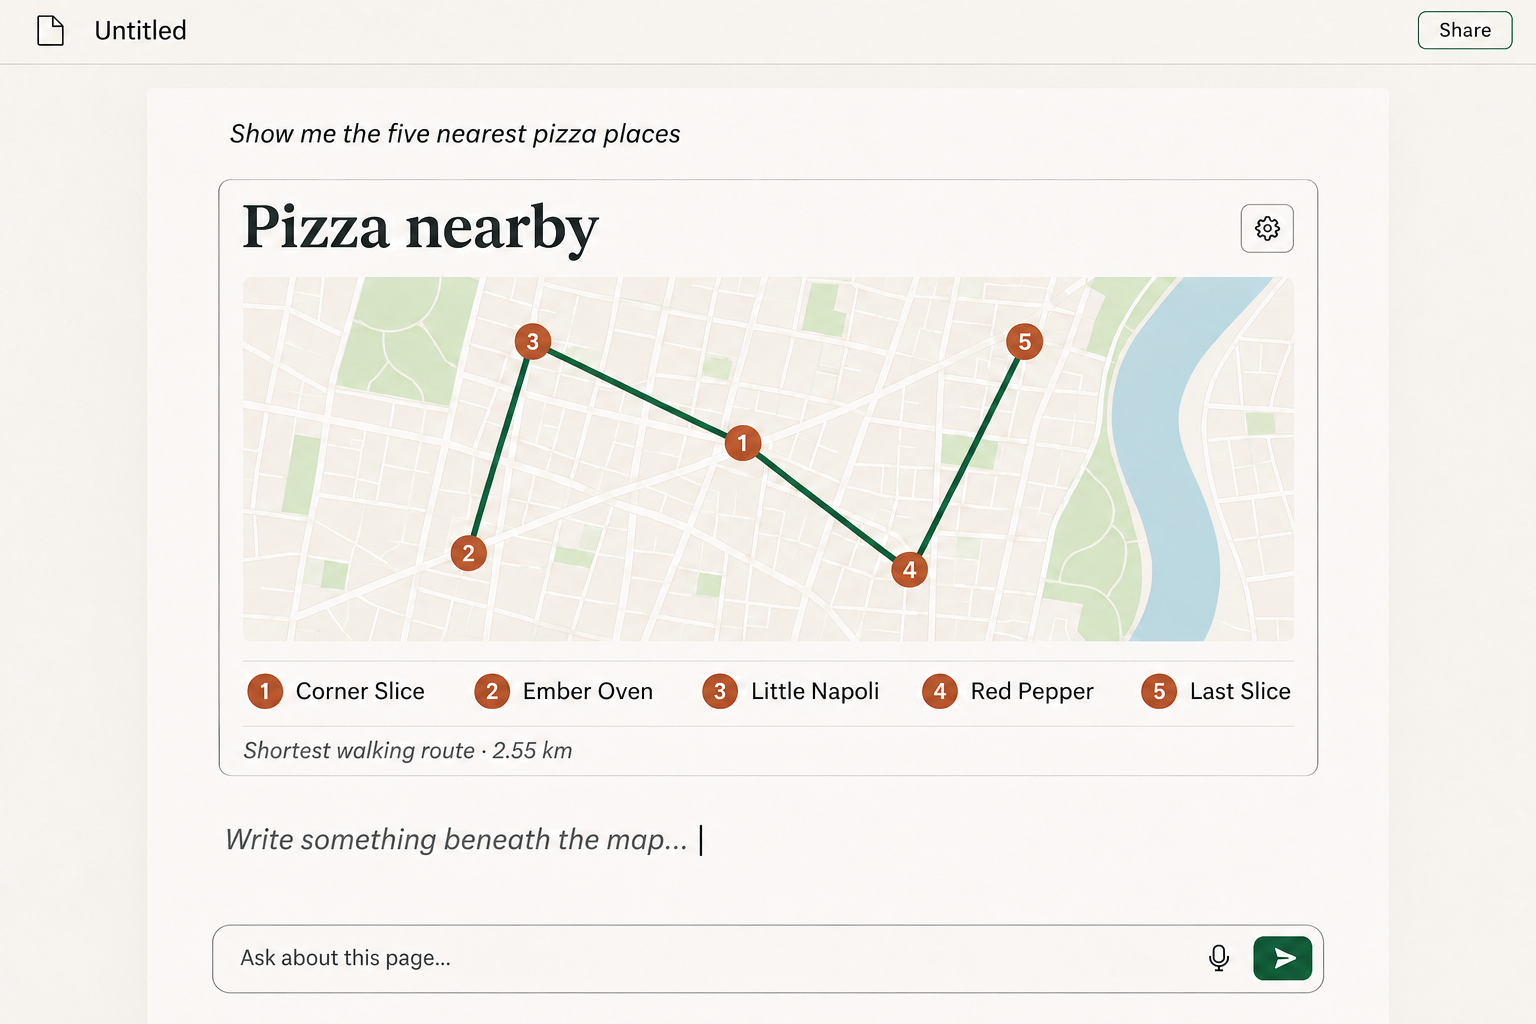 Untitled
Share
Show me the five nearest pizza places
Pizza nearby
3
5
1
2
4
1 Corner Slice
2 Ember Oven
3 Little Napoli
4 Red Pepper
5 Last Slice
Shortest walking route · 2.55 km
Write something beneath the map...
Ask about this page...